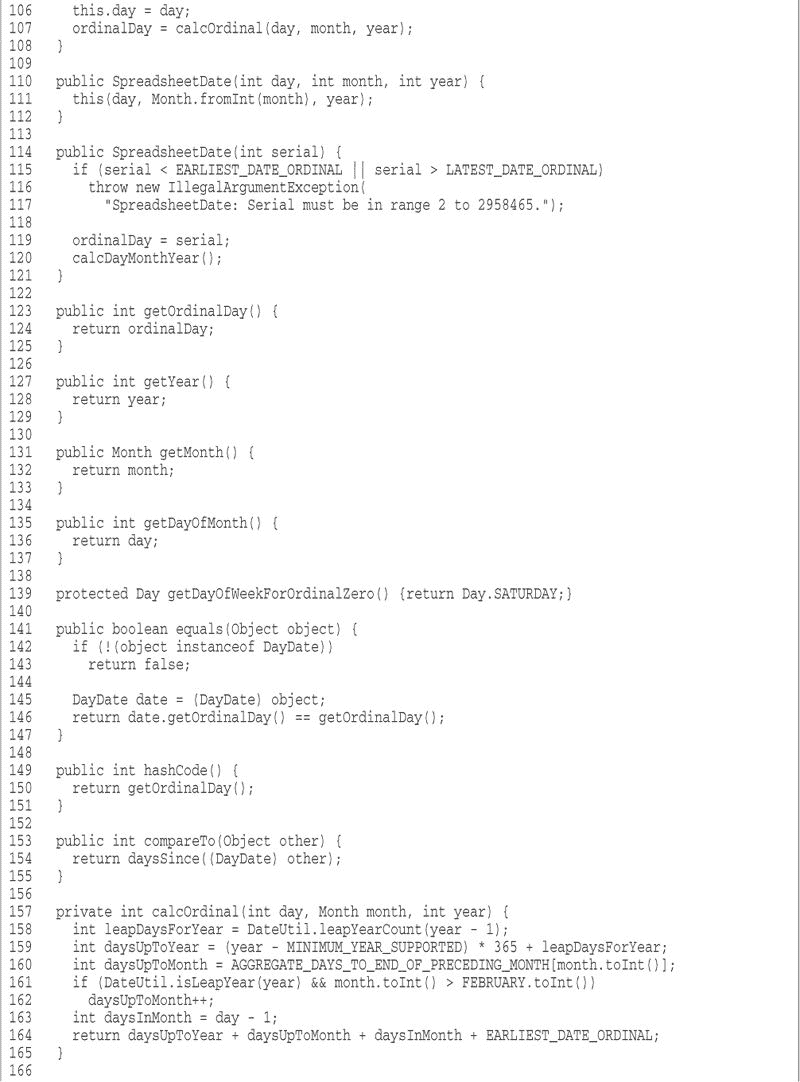 106     this.day = day;
107     ordinalDay = calcOrdinal(day, month, year);
108   }
109
110   public SpreadsheetDate(int day, int month, int year) {
111     this(day, Month.fromInt(month), year);
112   }
113
114   public SpreadsheetDate(int serial) {
115     if (serial < EARLIEST_DATE_ORDINAL || serial > LATEST_DATE_ORDINAL)
116       throw new IllegalArgumentException(
117         "SpreadsheetDate: Serial must be in range 2 to 2958465.");
118
119     ordinalDay = serial;
120     calcDayMonthYear();
121   }
122
123   public int getOrdinalDay() {
124     return ordinalDay;
125   }
126
127   public int getYear() {
128     return year;
129   }
130
131   public Month getMonth() {
132     return month;
133   }
134
135   public int getDayOfMonth() {
136     return day;
137   }
138
139   protected Day getDayOfWeekForOrdinalZero() {return Day.SATURDAY;}
140
141   public boolean equals(Object object) {
142     if (!(object instanceof DayDate))
143       return false;
144
145     DayDate date = (DayDate) object;
146     return date.getOrdinalDay() == getOrdinalDay();
147   }
148
149   public int hashCode() {
150     return getOrdinalDay();
151   }
152
153   public int compareTo(Object other) {
154     return daysSince((DayDate) other);
155   }
156
157   private int calcOrdinal(int day, Month month, int year) {
158     int leapDaysForYear = DateUtil.leapYearCount(year - 1);
159     int daysUpToYear = (year - MINIMUM_YEAR_SUPPORTED) * 365 + leapDaysForYear;
160     int daysUpToMonth = AGGREGATE_DAYS_TO_END_OF_PRECEDING_MONTH[month.toInt()];
161     if (DateUtil.isLeapYear(year) && month.toInt() > FEBRUARY.toInt())
162       daysUpToMonth++;
163     int daysInMonth = day - 1;
164     return daysUpToYear + daysUpToMonth + daysInMonth + EARLIEST_DATE_ORDINAL;
165   }
166